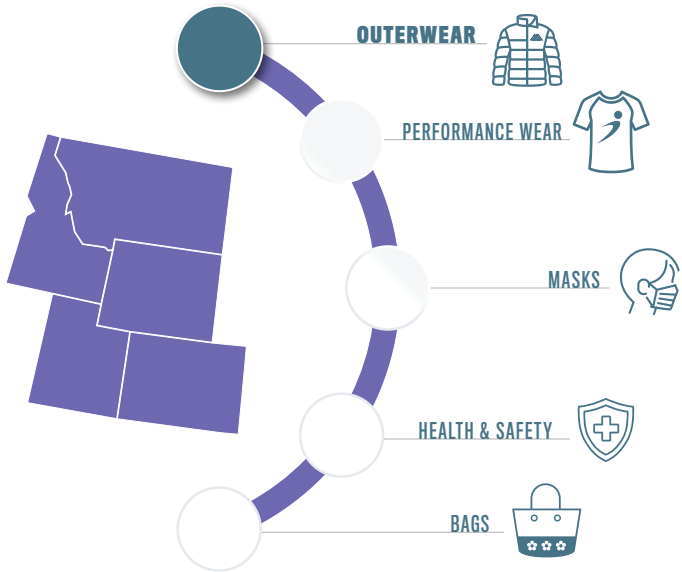 OUTERWEAR
PERFORMANCE WEAR
MASKS
HEALTH & SAFETY
BAGS